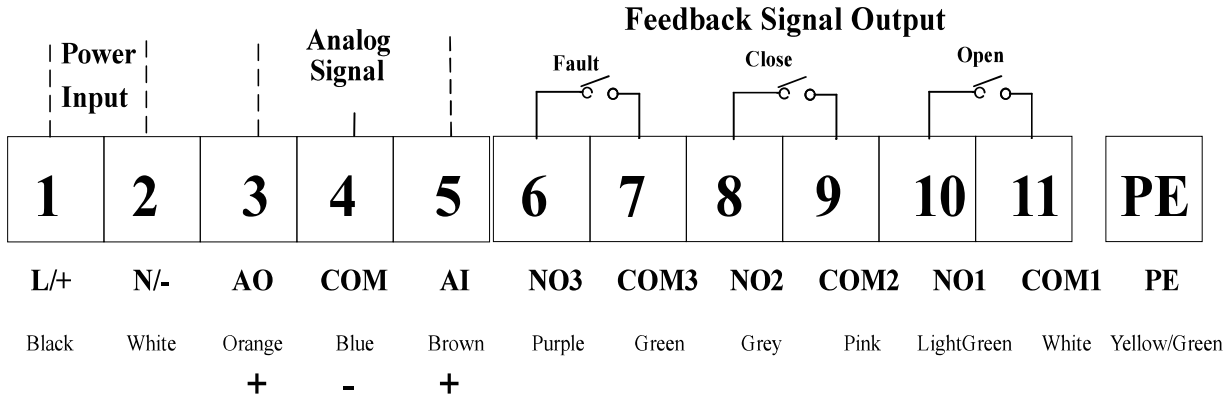 Feedback Signal Output
Power Input
Analog Signal
Fault
Close
Open
1 2 3 4 5 6 7 8 9 10 11 PE
L/+ N/- AO COM AI NO3 COM3 NO2 COM2 NO1 COM1 PE
Black White Orange Blue Brown Purple Green Grey Pink LightGreen White Yellow/Green
+ - +